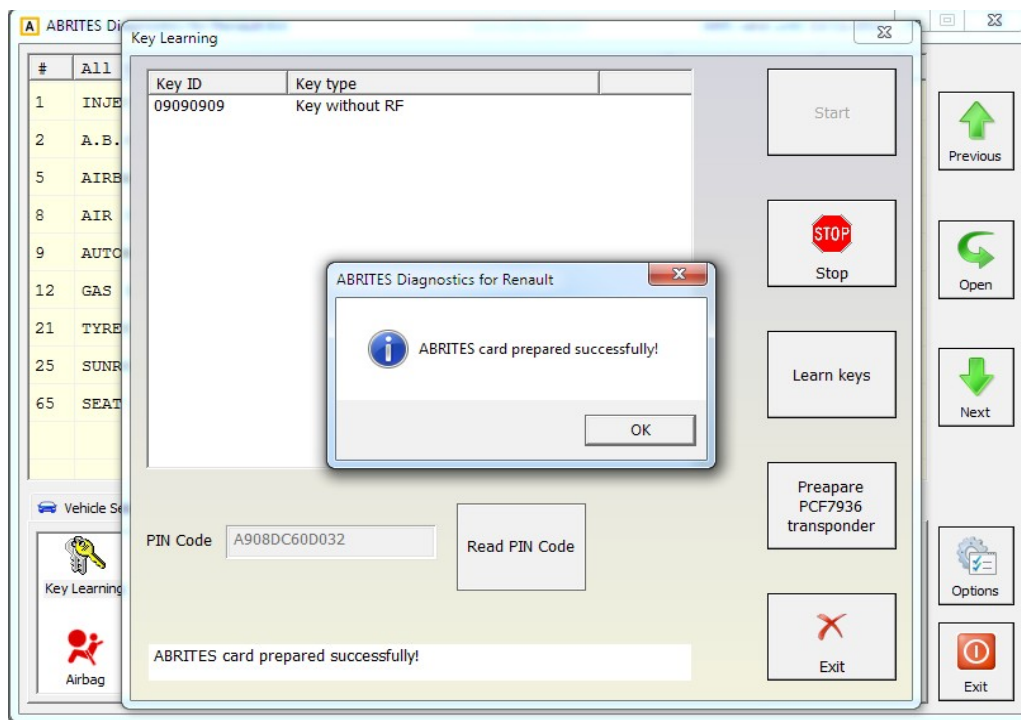 ABRITES Di
Key Learning
# All
Key ID Key type
1 INJE
09090909 Key without RF
Start
2 A.B.
Previous
5 AIRB
8 AIR
STOP
9 AUTO
ABRITES Diagnostics for Renault
Stop
Open
12 GAS
21 TYRE
ABRITES card prepared successfully!
25 SUNR
Learn keys
65 SEAT
Next
OK
Preapare
PCF7936
transponder
Vehicle Se
PIN Code A908DC60D032
Read PIN Code
Key Learning
Options
ABRITES card prepared successfully!
Exit
Airbag
Exit